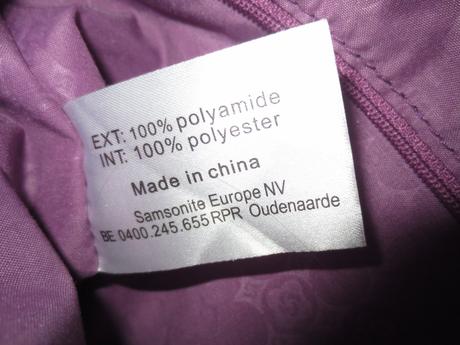 EXT: 100% polyamide
INT: 100% polyester
Made in china
Samsonite Europe NV
BE 0400.245.655 RPR Oudenaarde